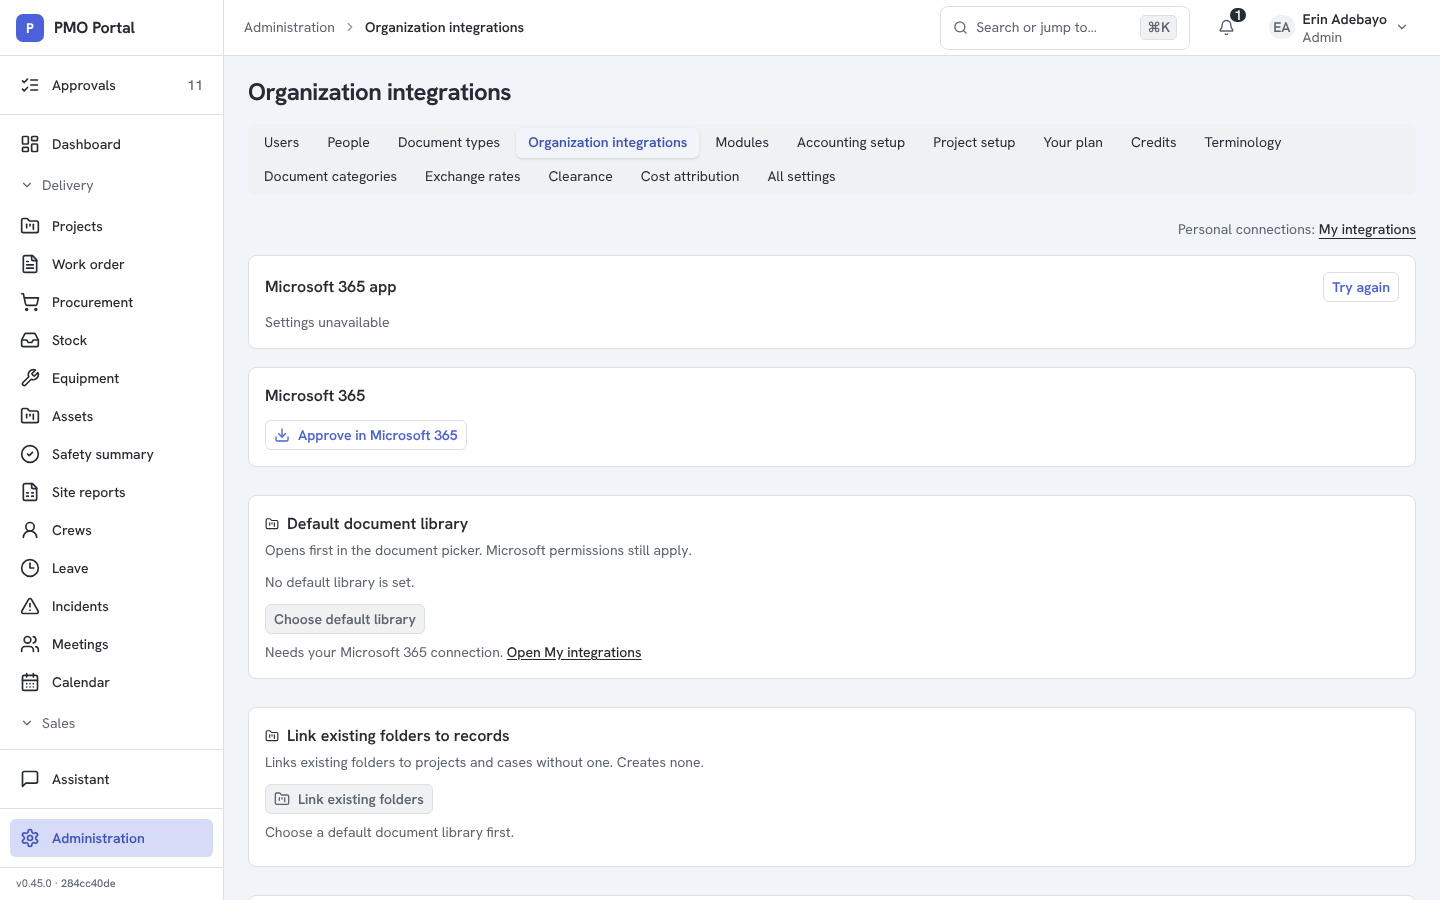 P PMO Portal
Administration > Organization integrations
Search or jump to... ⌘K
1
EA Erin Adebayo
Admin
Approvals 11
Dashboard
Delivery
Projects
Work order
Procurement
Stock
Equipment
Assets
Safety summary
Site reports
Crews
Leave
Incidents
Meetings
Calendar
Sales
Assistant
Administration
v0.45.0 · 284cc40de
Organization integrations
Users People Document types Organization integrations Modules Accounting setup Project setup Your plan Credits Terminology
Document categories Exchange rates Clearance Cost attribution All settings
Personal connections: My integrations
Microsoft 365 app
Try again
Settings unavailable
Microsoft 365
Approve in Microsoft 365
Default document library
Opens first in the document picker. Microsoft permissions still apply.
No default library is set.
Choose default library
Needs your Microsoft 365 connection. Open My integrations
Link existing folders to records
Links existing folders to projects and cases without one. Creates none.
Link existing folders
Choose a default document library first.